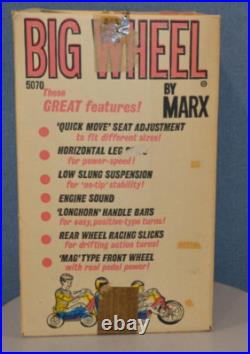 BIG WHEEL
5070
BY
MARX
®
These
GREAT features!
'QUICK MOVE' SEAT ADJUSTMENT
to fit different sizes!
HORIZONTAL LEG
for power-speed!
LOW SLUNG SUSPENSION
for 'no-tip' stability!
ENGINE SOUND
'LONGHORN' HANDLE BARS
for easy, positive-type turns!
REAR WHEEL RACING SLICKS
for drifting action turns!
'MAG' TYPE FRONT WHEEL
with real pedal power!